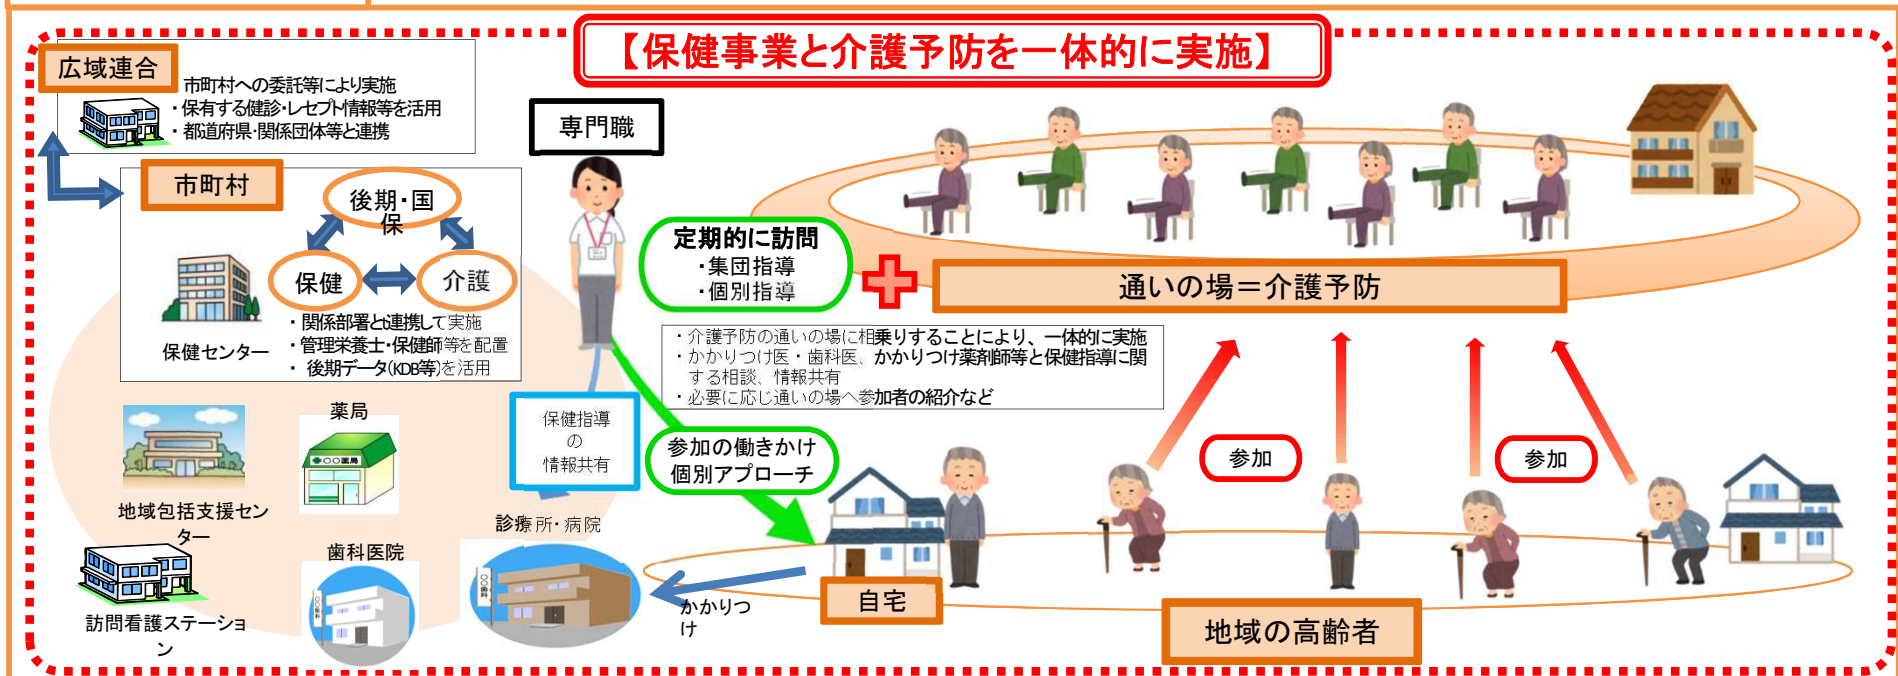 【保健事業と介護予防を一体的に実施】
広域連合
市町村への委託等により実施
・保有する健診・レセプト情報等を活用
・都道府県・関係団体等と連携
市町村
後期・国
保
保健
介護
保健センター
・関係部署と連携して実施
・管理栄養士・保健師等を配置
・後期データ(KDB等)を活用
専門職
定期的に訪問
・集団指導
・個別指導
通いの場＝介護予防
・介護予防の通いの場に相乗りすることにより、一体的に実施
・かかりつけ医・歯科医、かかりつけ薬剤師等と保健指導に関
する相談、情報共有
・必要に応じ通いの場へ参加者の紹介など
保健指導
の
情報共有
参加の働きかけ
個別アプローチ
参加
参加
薬局
〇〇薬局
地域包括支援セン
ター
歯科医院
〇〇歯科
診療所・病院
〇〇歯科
訪問看護ステーショ
ン
かかりつ
け
自宅
地域の高齢者